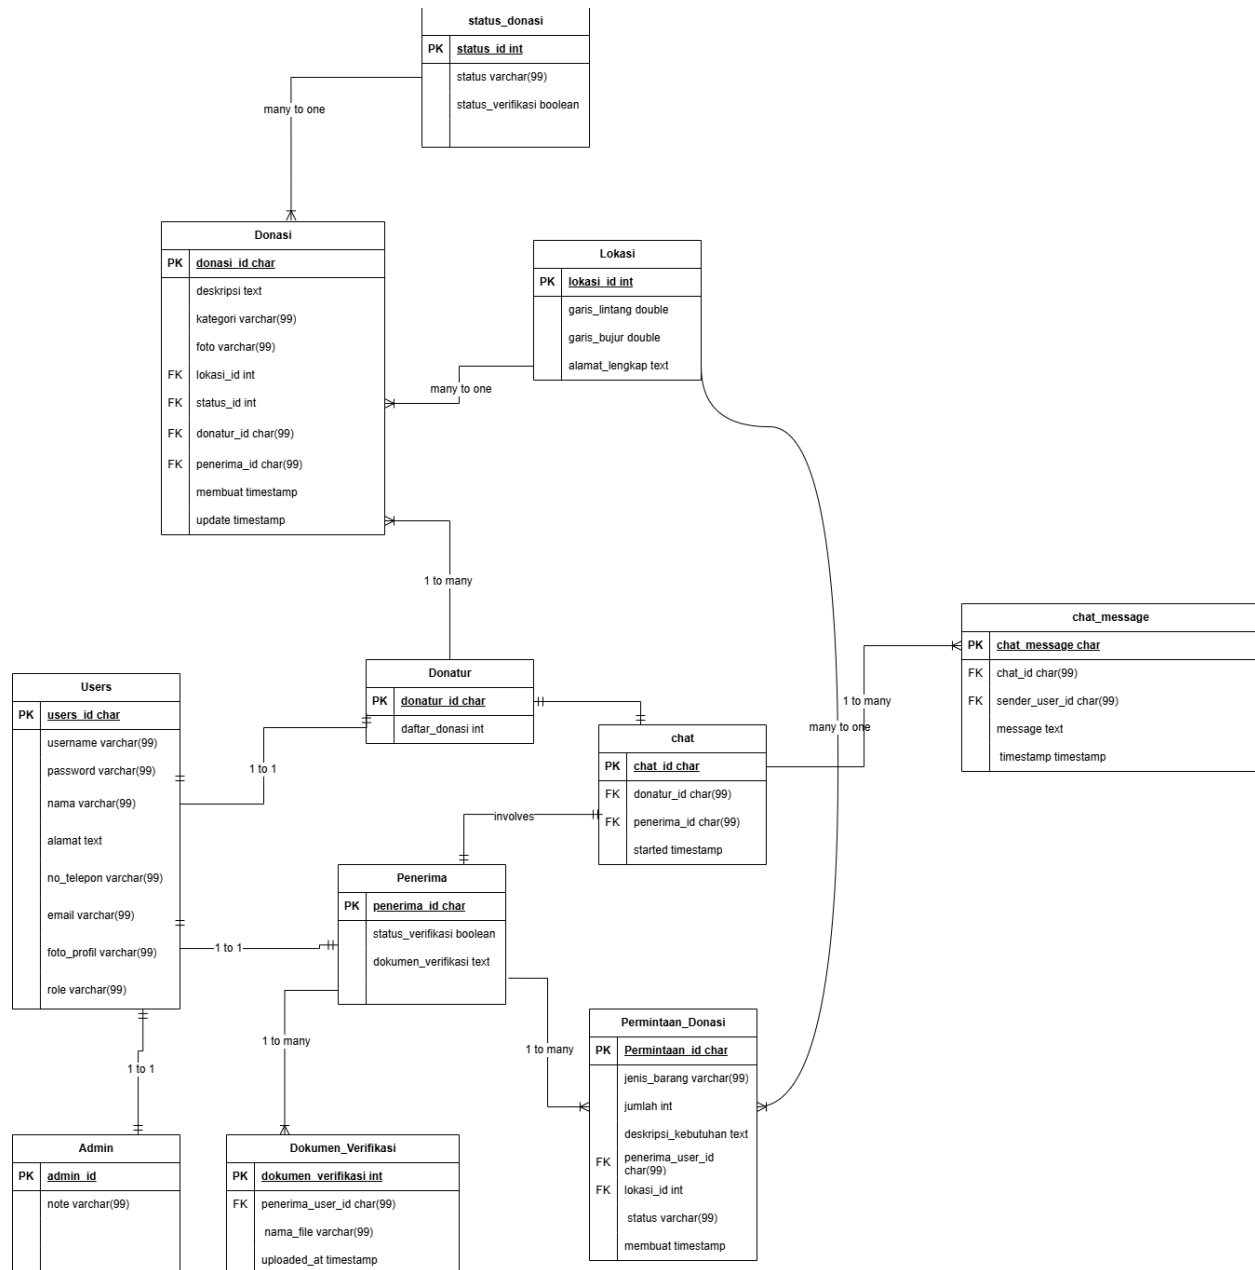 status_donasi
PK status_id int
status varchar(99)
status_verifikasi boolean
many to one
Donasi
PK donasi_id char
deskripsi text
kategori varchar(99)
foto varchar(99)
FK lokasi_id int
FK status_id int
FK donatur_id char(99)
FK penerima_id char(99)
membuat timestamp
update timestamp
Lokasi
PK lokasi_id int
garis_lintang double
garis_bujur double
alamat_lengkap text
many to one
1 to many
chat_message
PK chat_message char
FK chat_id char(99)
FK sender_user_id char(99)
message text
timestamp timestamp
1 to many
many to one
Donatur
PK donatur_id char
daftar_donasi int
Users
PK users_id char
username varchar(99)
password varchar(99)
nama varchar(99)
alamat text
no_telepon varchar(99)
email varchar(99)
foto_profil varchar(99)
role varchar(99)
1 to 1
chat
PK chat_id char
FK donatur_id char(99)
FK penerima_id char(99)
started timestamp
involves
Penerima
PK penerima_id char
status_verifikasi boolean
dokumen_verifikasi text
1 to 1
1 to many
1 to many
1 to 1
Permintaan_Donasi
PK Permintaan_id char
jenis_barang varchar(99)
jumlah int
deskripsi_kebutuhan text
FK penerima_user_id
char(99)
FK lokasi_id int
status varchar(99)
membuat timestamp
Admin
PK admin_id
note varchar(99)
Dokumen_Verifikasi
PK dokumen_verifikasi int
FK penerima_user_id char(99)
nama_file varchar(99)
uploaded_at timestamp